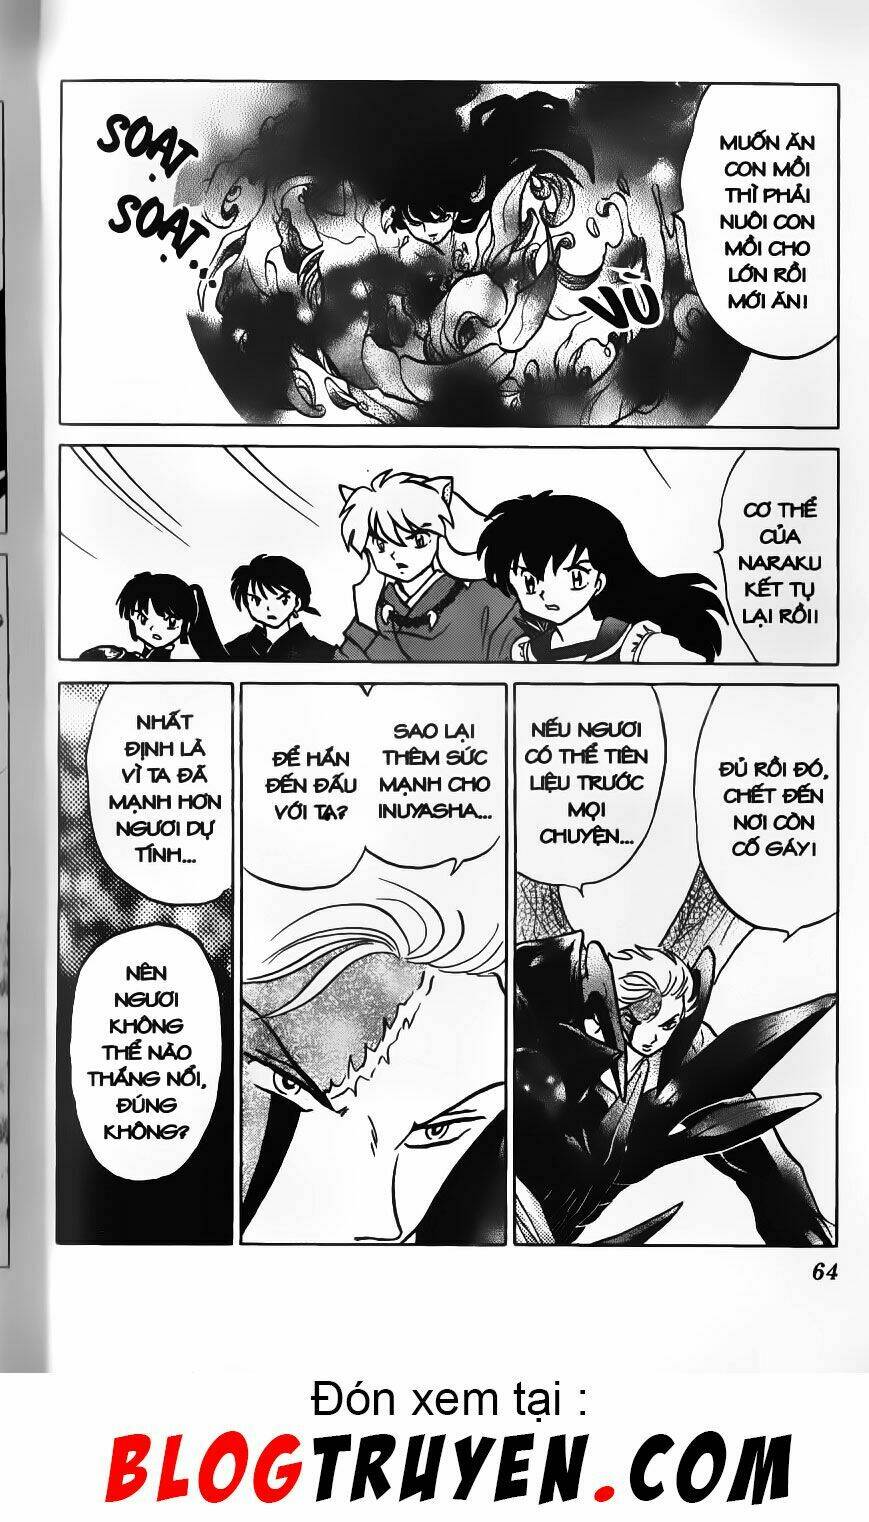 MUỐN ĂN
CON MỒI
THÌ PHẢI
NUÔI CON
MỒI CHO
LỚN RỒI
MỚI ĂN!
VÙ
SOẠT
SOẠT...
CƠ THỂ
CỦA
NARAKU
KẾT TỤ
LẠI RỒI!
ĐỦ RỒI ĐÓ,
CHẾT ĐẾN
NƠI CÒN
CỐ GÁY!
NẾU NGƯƠI
CÓ THỂ TIÊN
LIỆU TRƯỚC
MỌI
CHUYỆN...
SAO LẠI
THÊM SỨC
MẠNH CHO
INUYASHA...
ĐỂ HẮN
ĐẾN ĐẤU
VỚI TA?
NHẤT
ĐỊNH LÀ
VÌ TA ĐÃ
MẠNH HƠN
NGƯƠI DỰ
TÍNH...
NÊN
NGƯƠI
KHÔNG
THỂ NÀO
THẮNG NỔI,
ĐÚNG
KHÔNG?
64
Đón xem tại :
BLOGTRUYEN.COM